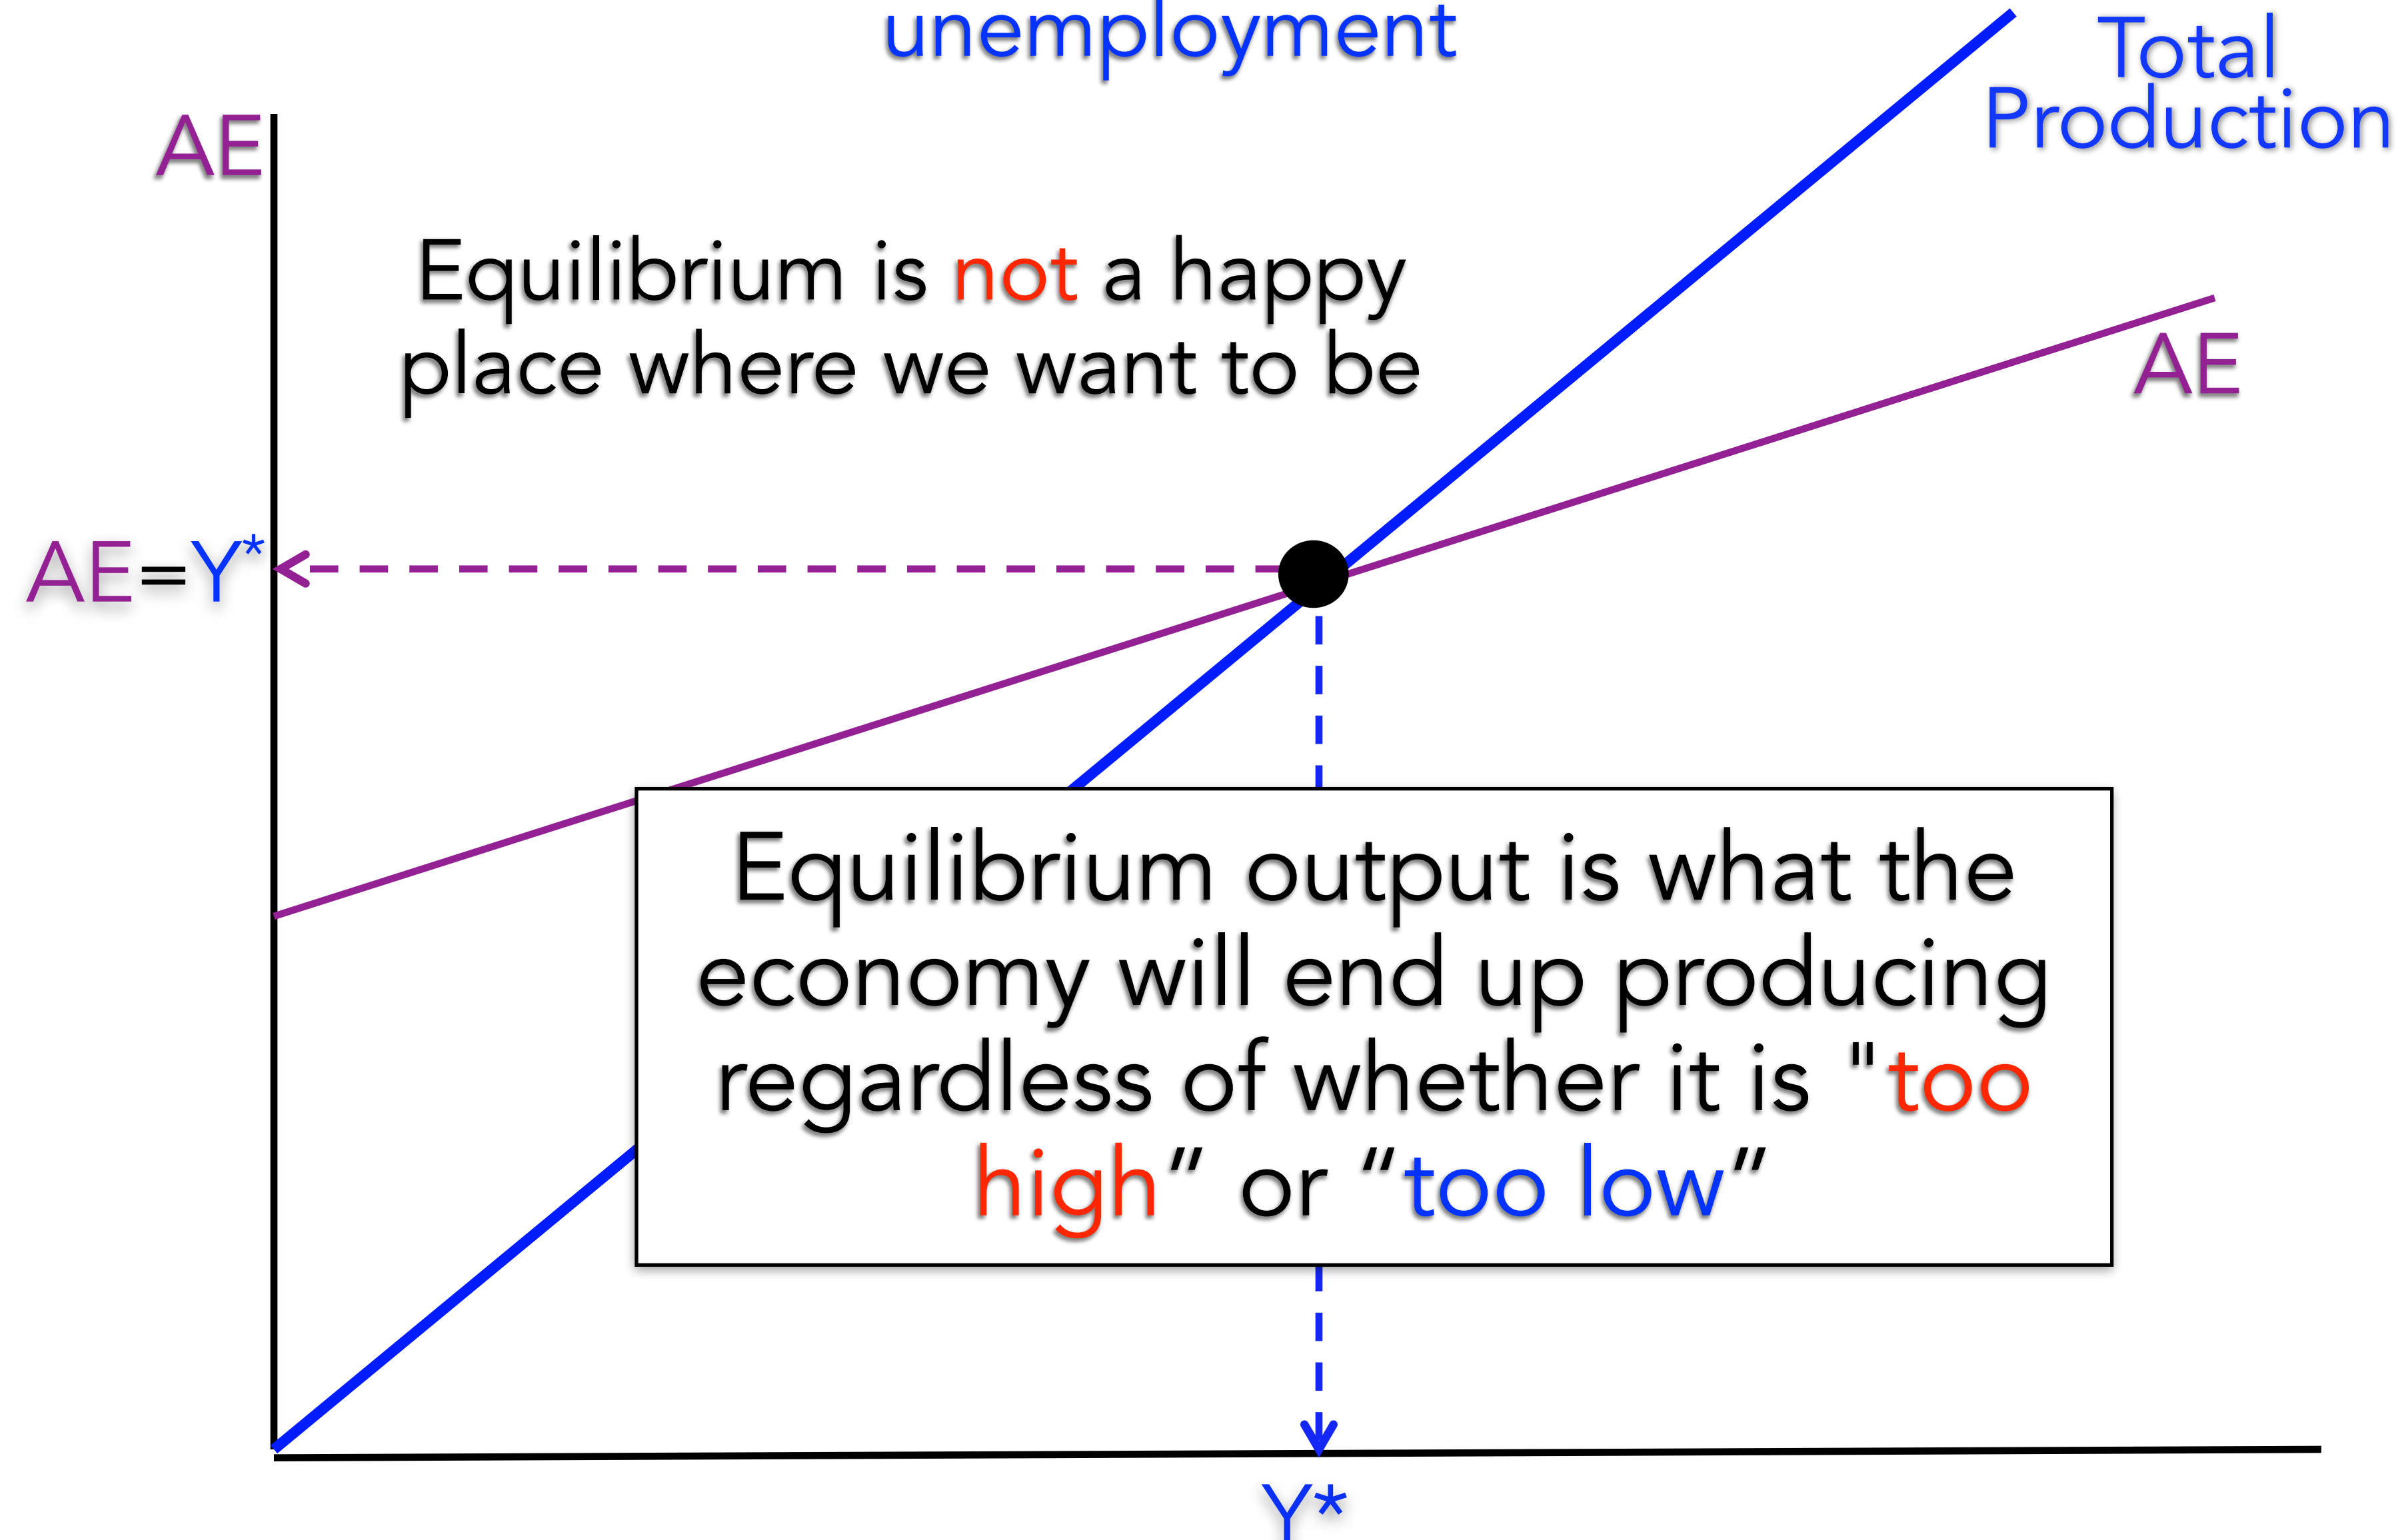 unemployment
Total
Production
AE
Equilibrium is not a happy
place where we want to be
AE
AE=Y*
Equilibrium output is what the
economy will end up producing
regardless of whether it is "too
high” or “too low”
Y*